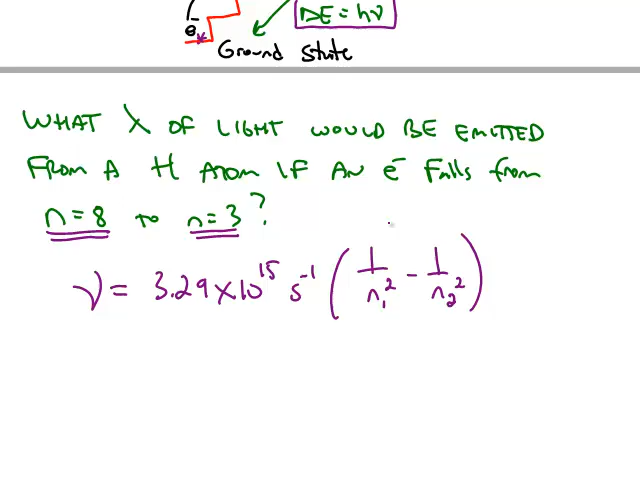 ΔE = hν
e⁻
Ground State
WHAT λ OF LIGHT WOULD BE EMITTED
FROM A H ATOM IF AN e⁻ Falls from
n=8 to n=3?
ν = 3.29 x 10¹⁵ s⁻¹ (1/n₁² - 1/n₂²)